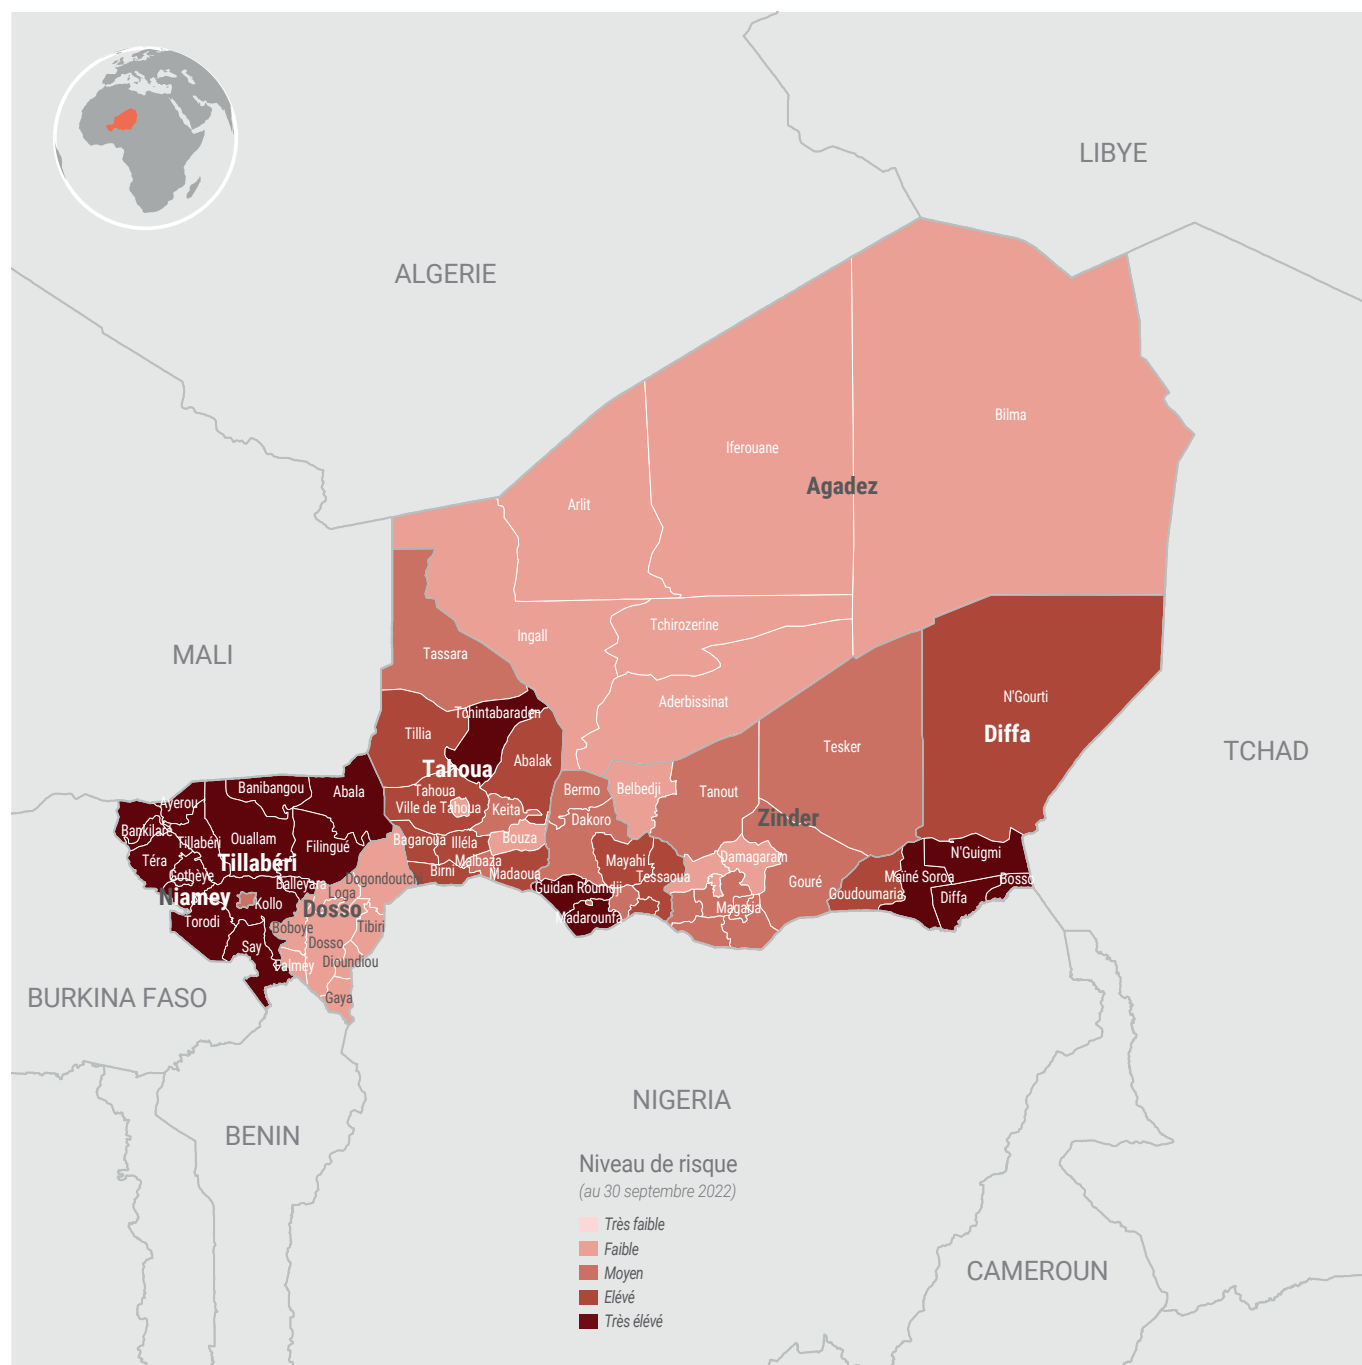 LIBYE
ALGERIE
Bilma
Iferouane
Agadez
Arlit
Tchirozerine
Ingall
MALI
Tassara
N'Gourti
Aderbissinat
Tchintabaraden
Tillia
Diffa
Tesker
TCHAD
Abalak
Tahoua
Banibangou
Abala
Tahoua
Bermo
Belbedji
Tanout
Ayerou
Ville de Tahoua
Keita
Dakoro
Zinder
Bankilaré
Tillabéri
Ouallam
Filingué
Bagaroua
Illéla
Bouza
Téra
Tillabéri
Malbaza
Mayahi
Damagaram
N'Guigmi
Gothèye
Birni
Madaoua
Tessaoua
Maïné Soroa
Bosso
Balleyara
Dogondoutchi
Gouré
Niamey
Kollo
Loga
Guidan Roumdji
Goudoumaria
Diffa
Dosso
Magaria
Torodi
Madarounfa
Boboye
Tibiri
Say
Dosso
Falmey
Dioundiou
BURKINA FASO
Gaya
NIGERIA
BENIN
Niveau de risque
(au 30 septembre 2022)
Très faible
Faible
Moyen
Elévé
Très élévé
CAMEROUN